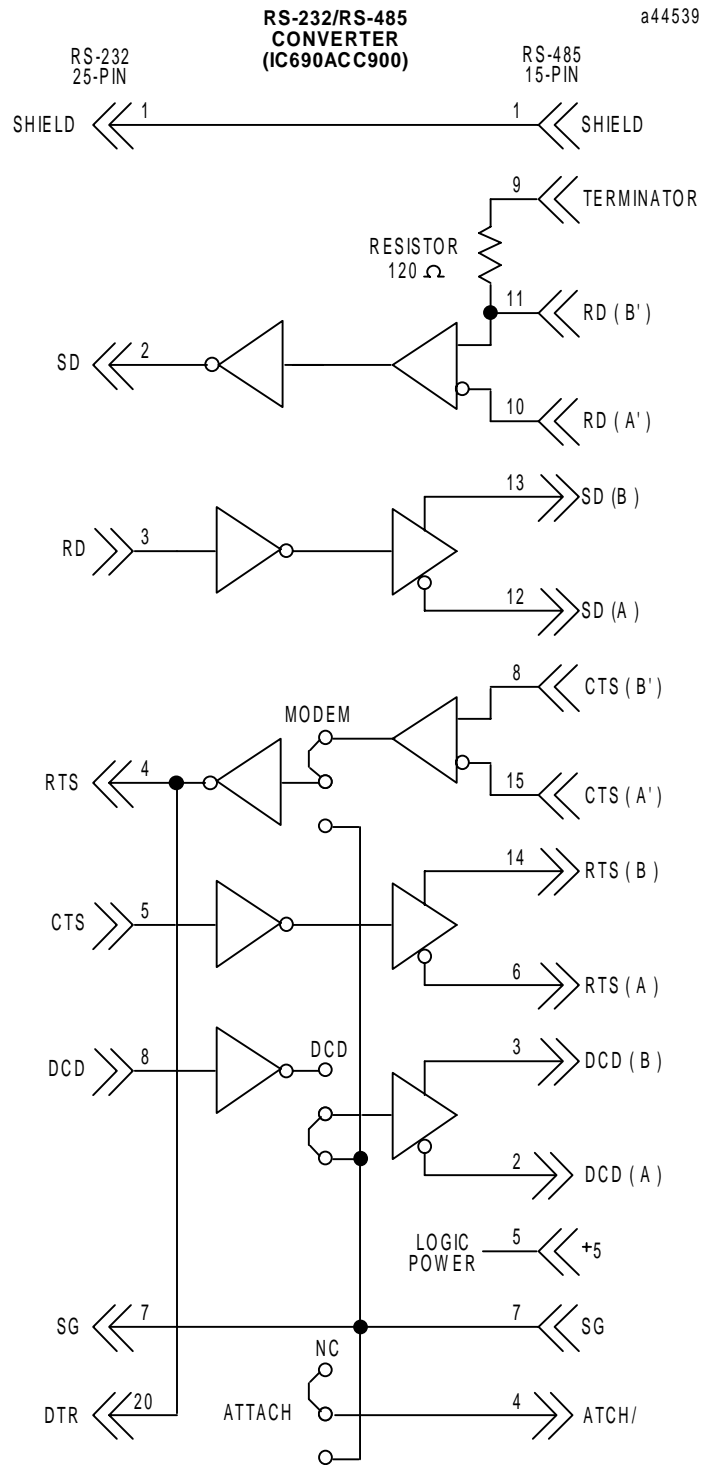 RS-232/RS-485
CONVERTER
(IC690ACC900)
a44539
RS-232
25-PIN
RS-485
15-PIN
SHIELD 1 1 SHIELD
9 TERMINATOR
RESISTOR
120 Ω
11 RD (B')
SD 2
10 RD (A')
13 SD (B)
RD 3
12 SD (A)
8 CTS (B')
MODEM
RTS 4
15 CTS (A')
14 RTS (B)
CTS 5
6 RTS (A)
DCD 8 DCD
3 DCD (B)
2 DCD (A)
LOGIC
POWER
5 +5
SG 7 7 SG
NC
DTR 20 ATTACH 4 ATCH/